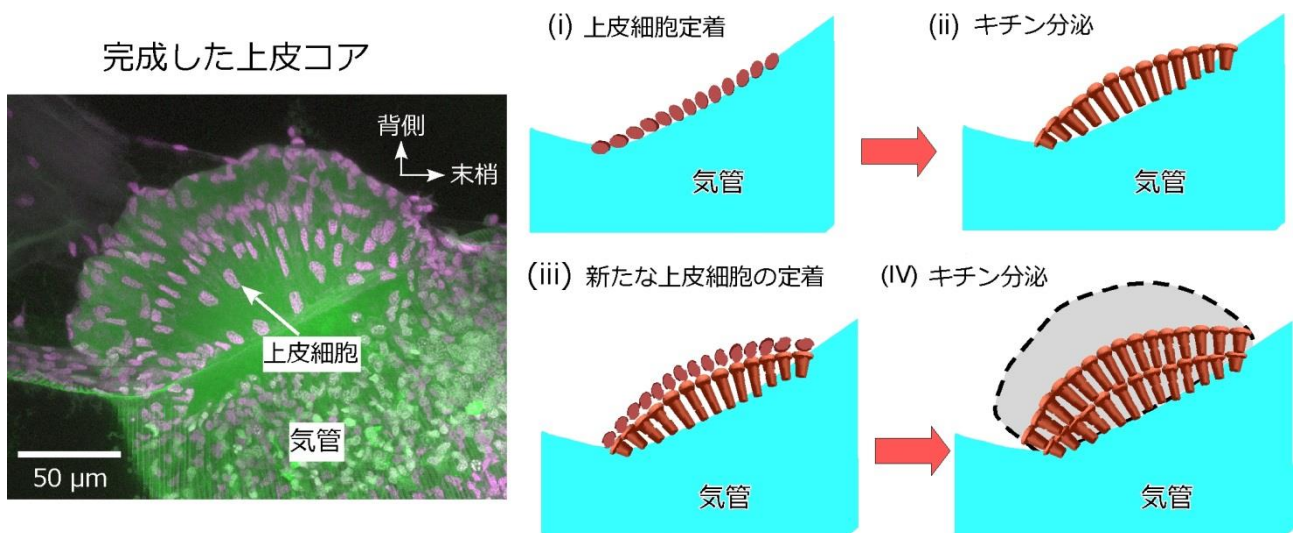 完成した上皮コア
背側
末梢
上皮細胞
気管
50 μm
(i) 上皮細胞定着
気管
(ii) キチン分泌
気管
(iii) 新たな上皮細胞の定着
気管
(IV) キチン分泌
気管